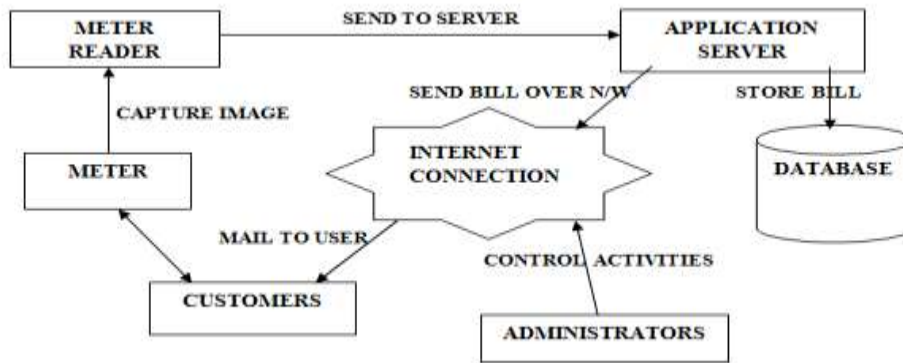 SEND TO SERVER
METER
READER
APPLICATION
SERVER
SEND BILL OVER N/W
STORE BILL
CAPTURE IMAGE
INTERNET
CONNECTION
METER
DATABASE
MAIL TO USER
CONTROL ACTIVITIES
CUSTOMERS
ADMINISTRATORS